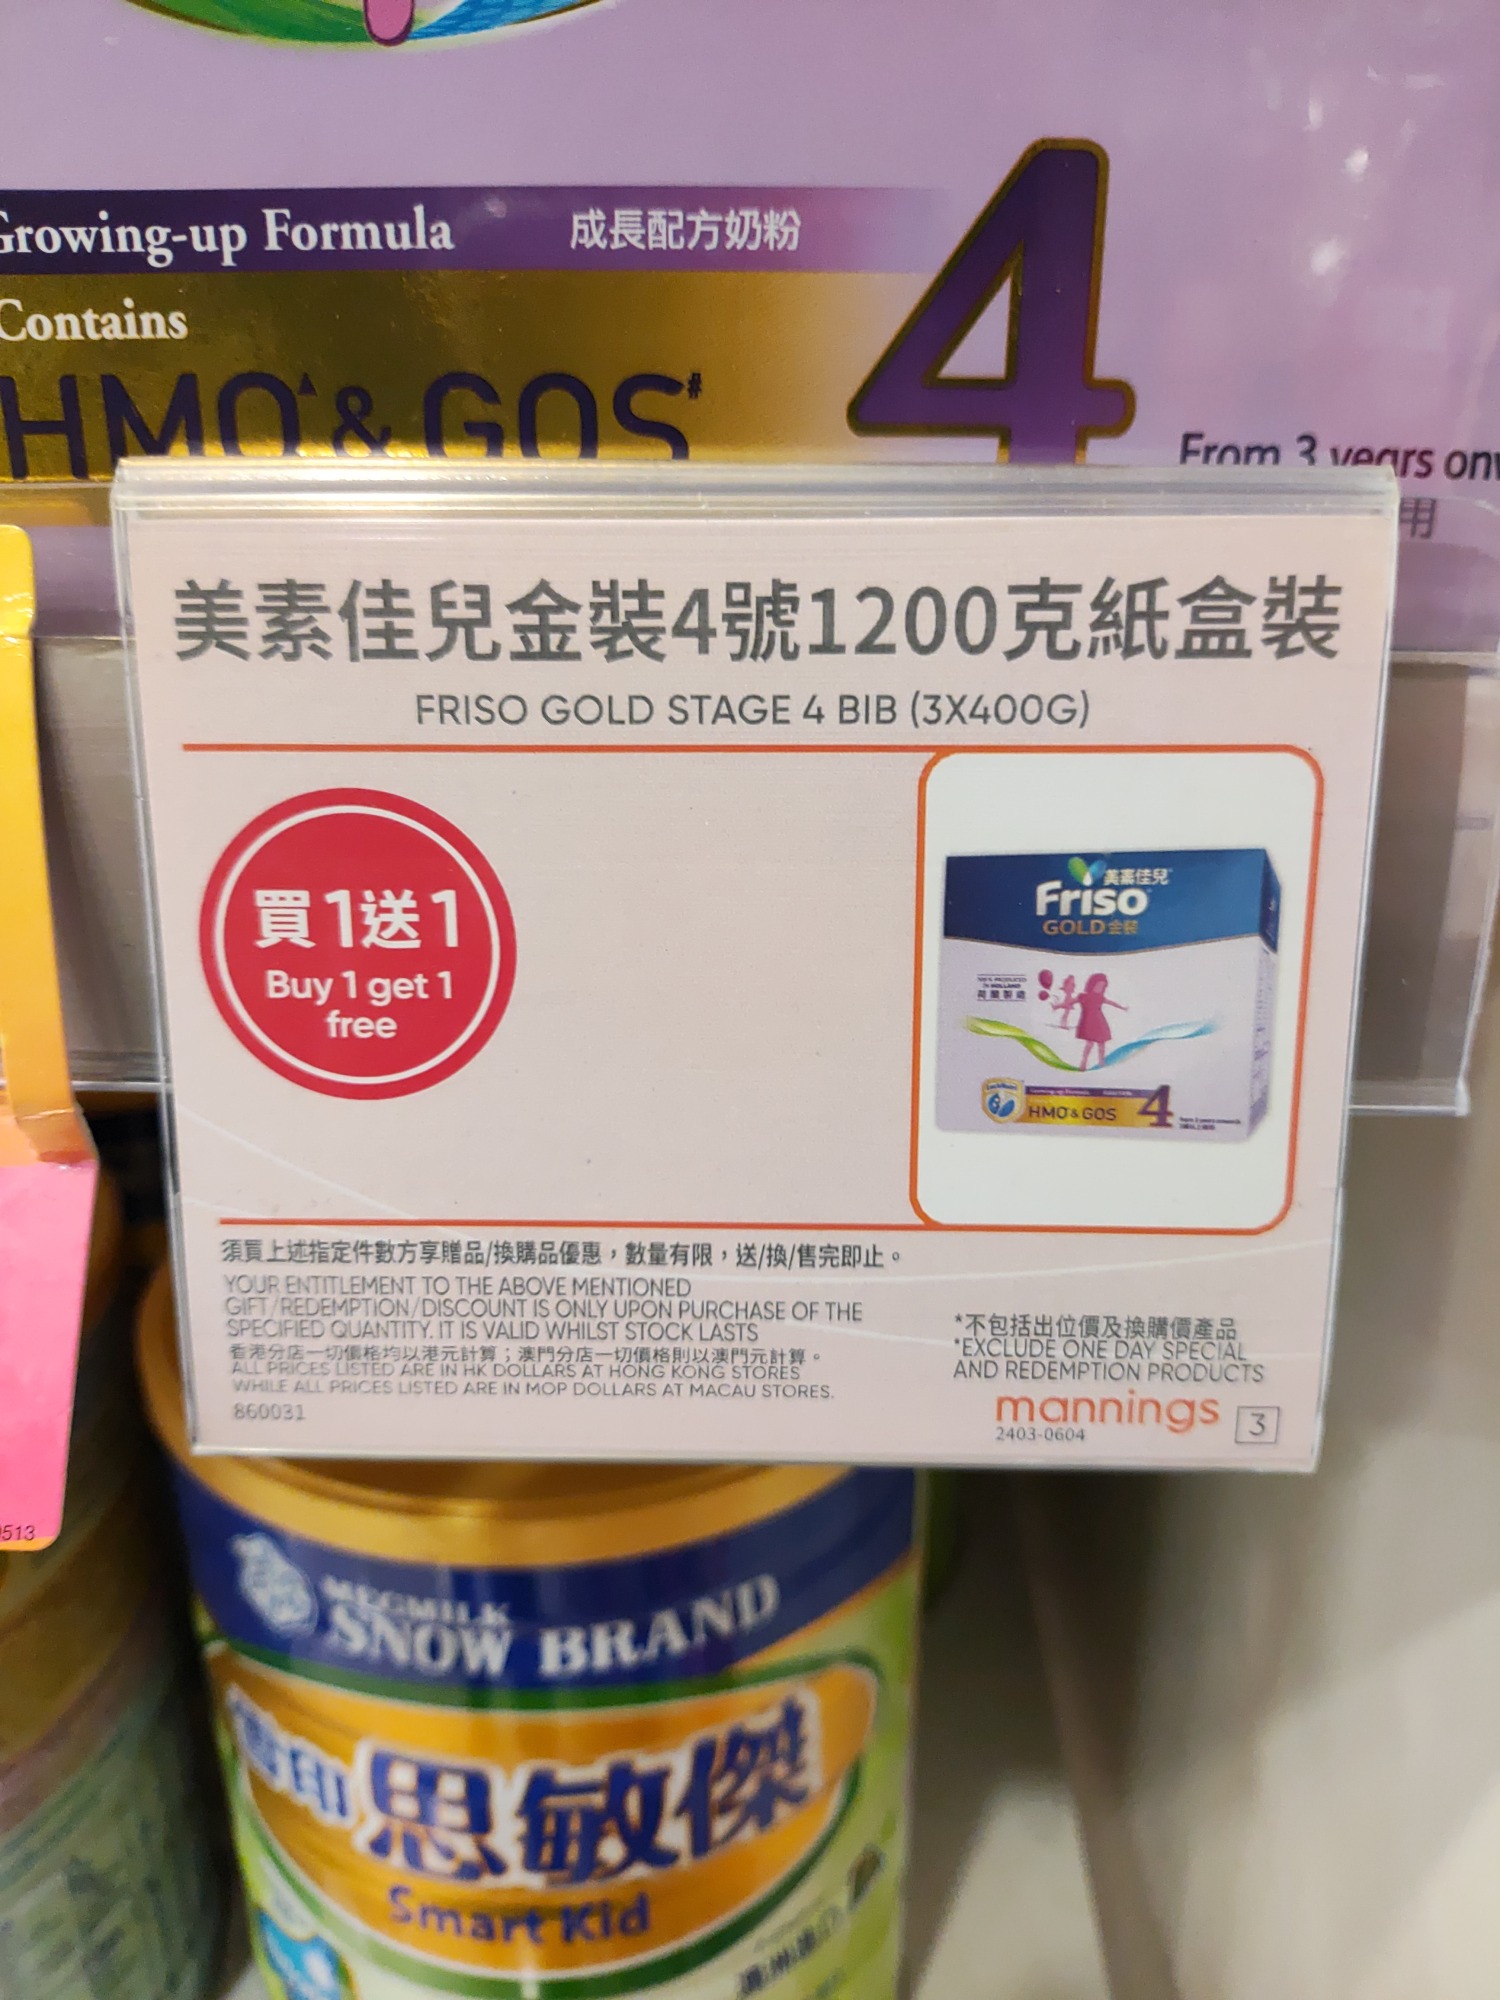 Growing-up Formula 成長配方奶粉
Contains
HMO▲& GOS#
4
From 3 years
用
美素佳兒金裝4號1200克紙盒裝
FRISO GOLD STAGE 4 BIB (3X400G)
買1送1
Buy 1 get 1
free
美素佳兒
Friso
GOLD金裝
100% PRODUCED
IN HOLLAND
荷蘭製造
HMO & GOS 4
須買上述指定件數方享贈品/換購品優惠，數量有限，送/換/售完即止。
YOUR ENTITLEMENT TO THE ABOVE MENTIONED
GIFT/REDEMPTION/DISCOUNT IS ONLY UPON PURCHASE OF THE
SPECIFIED QUANTITY. IT IS VALID WHILST STOCK LASTS
香港分店一切價格均以港元計算；澳門分店一切價格則以澳門元計算。
ALL PRICES LISTED ARE IN HK DOLLARS AT HONG KONG STORES
WHILE ALL PRICES LISTED ARE IN MOP DOLLARS AT MACAU STORES.
860031
*不包括出位價及換購價產品
*EXCLUDE ONE DAY SPECIAL
AND REDEMPTION PRODUCTS
mannings 3
2403-0604
513
MEGMILK
SNOW BRAND
雪印 思敏傑
Smart Kid